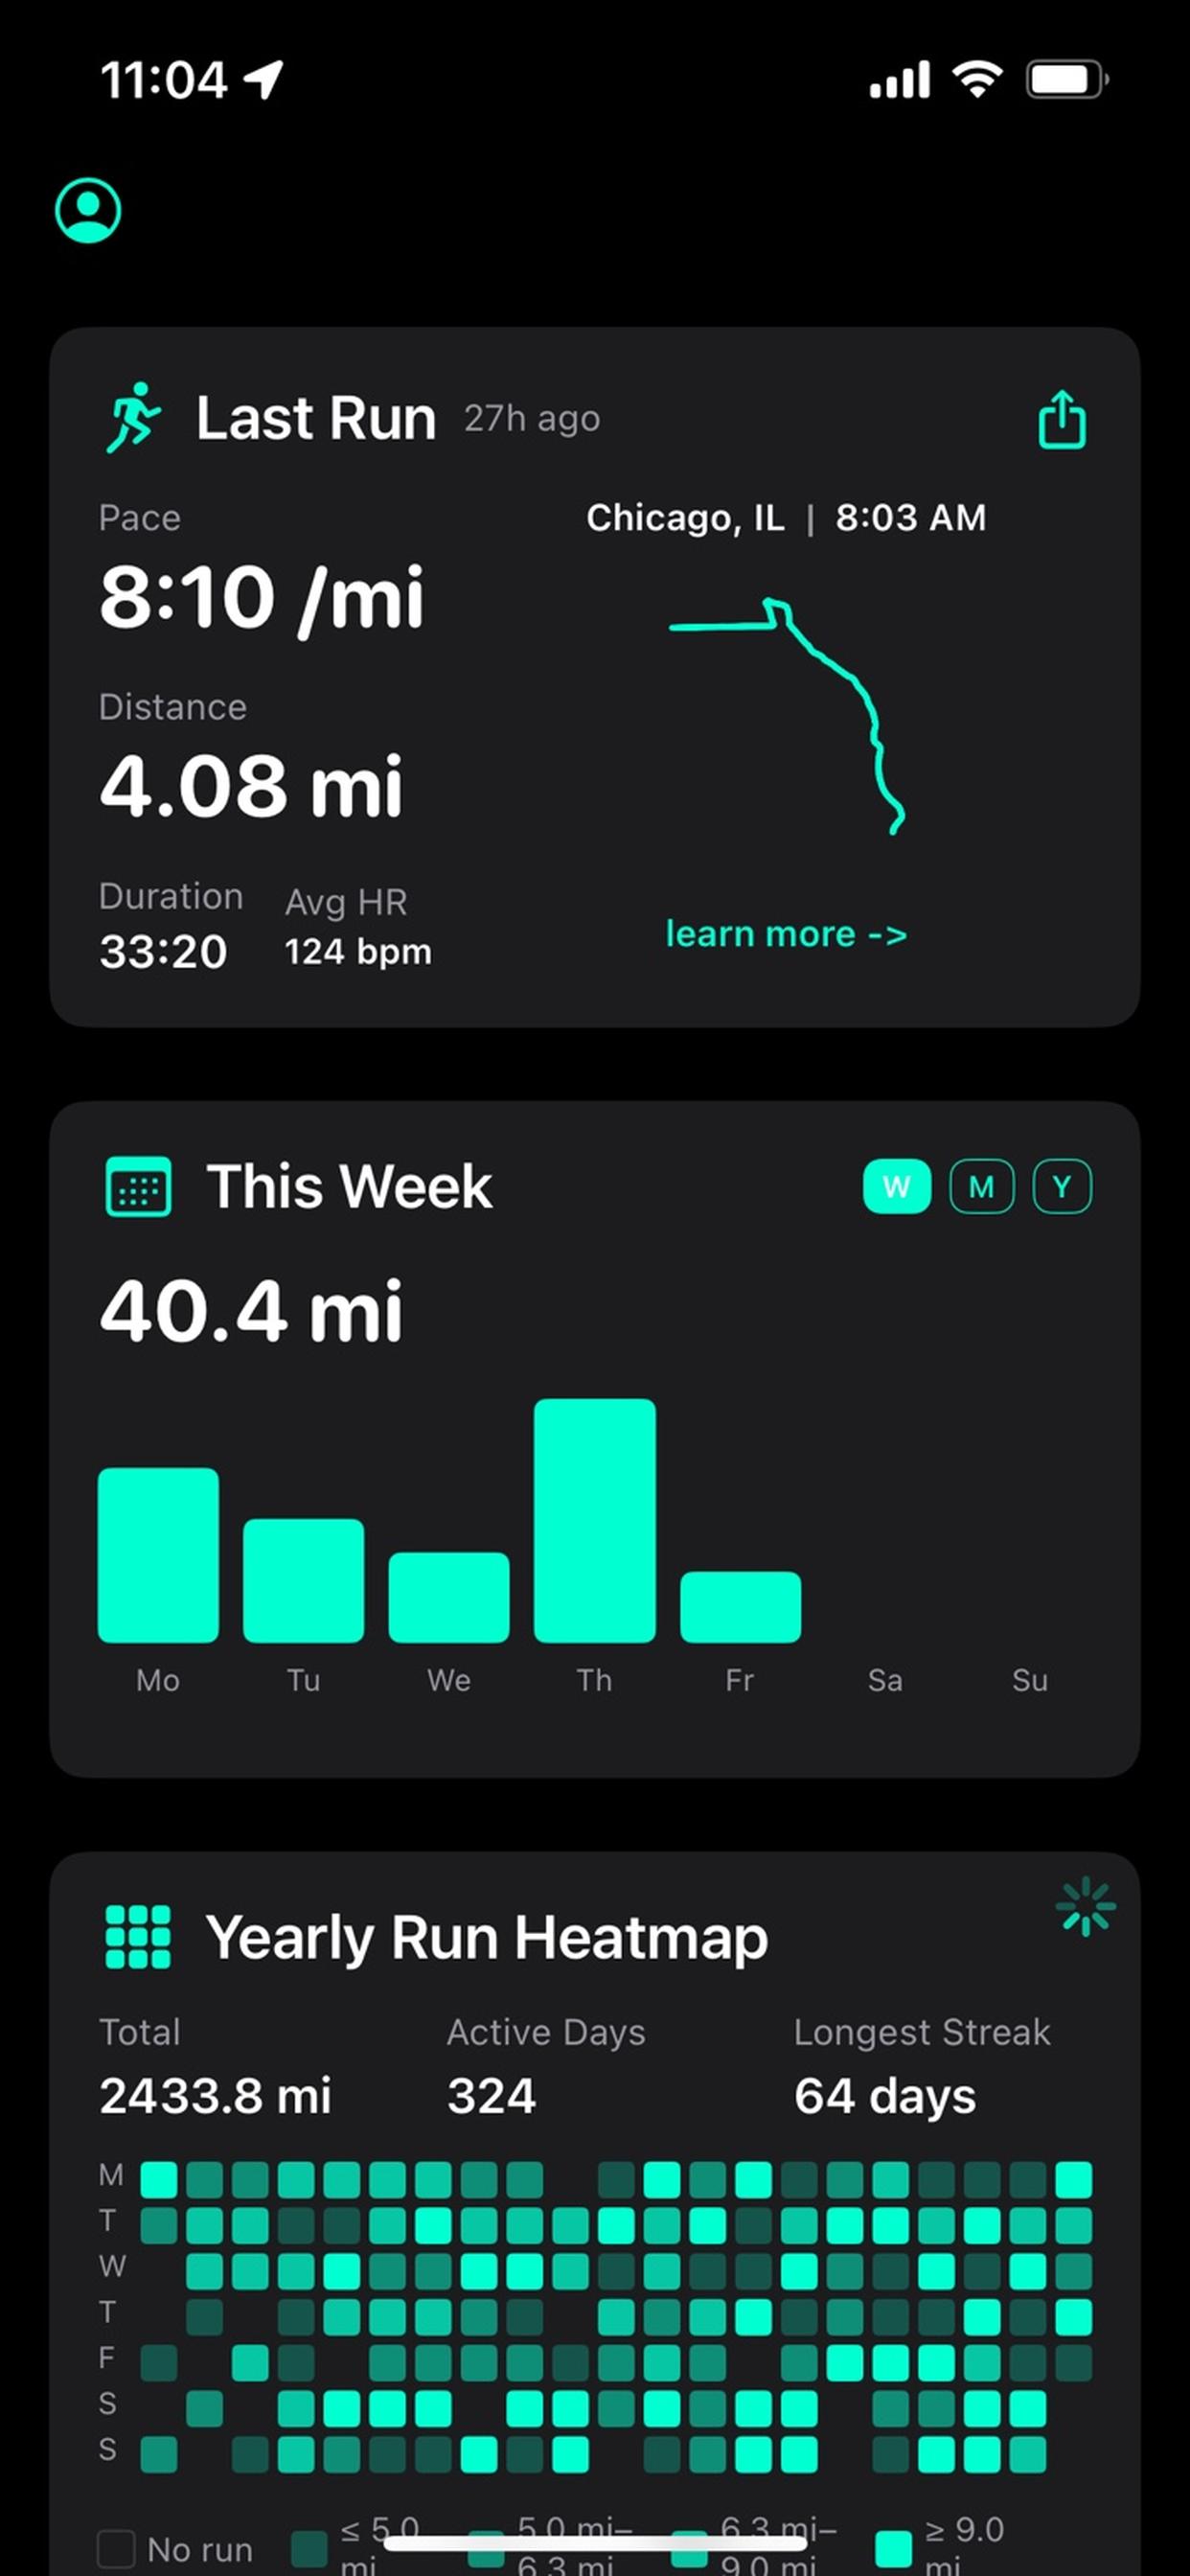 11:04
Last Run 27h ago
Pace
Chicago, IL | 8:03 AM
8:10 /mi
Distance
4.08 mi
Duration Avg HR
33:20 124 bpm
learn more ->
This Week
W M Y
40.4 mi
Mo Tu We Th Fr Sa Su
Yearly Run Heatmap
Total Active Days Longest Streak
2433.8 mi 324 64 days
M
T
W
T
F
S
S
No run
≤ 5.0
mi
5.0 mi–
6.3 mi
6.3 mi–
9.0 mi
≥ 9.0
mi